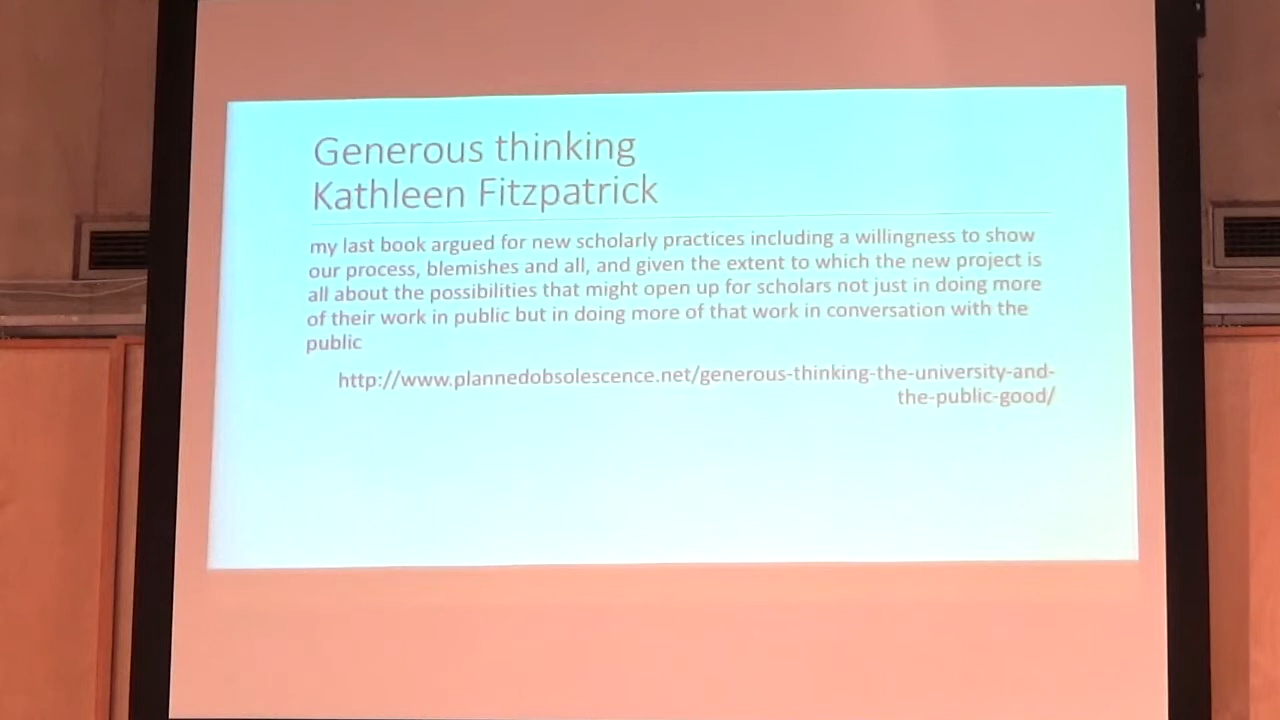 Generous thinking
Kathleen Fitzpatrick
my last book argued for new scholarly practices including a willingness to show
our process, blemishes and all, and given the extent to which the new project is
all about the possibilities that might open up for scholars not just in doing more
of their work in public but in doing more of that work in conversation with the
public
http://www.plannedobsolescence.net/generous-thinking-the-university-and-
the-public-good/